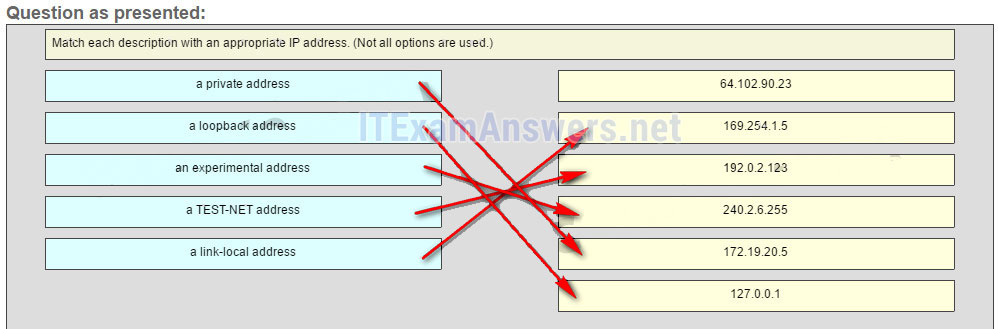 Question as presented:
Match each description with an appropriate IP address. (Not all options are used.)
a private address
64.102.90.23
a loopback address
169.254.1.5
ITExamAnswers.net
an experimental address
192.0.2.123
a TEST-NET address
240.2.6.255
a link-local address
172.19.20.5
127.0.0.1